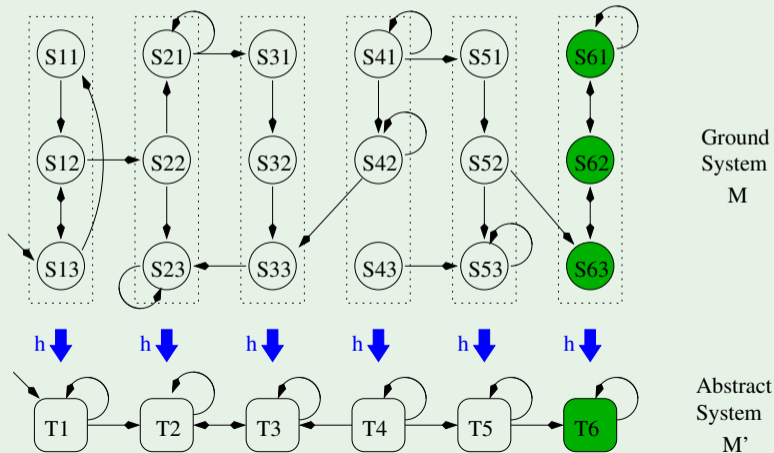 S11 S21 S31 S41 S51 S61
S12 S22 S32 S42 S52 S62
Ground
System
M
S13 S23 S33 S43 S53 S63
h h h h h h
T1 T2 T3 T4 T5 T6
Abstract
System
M'